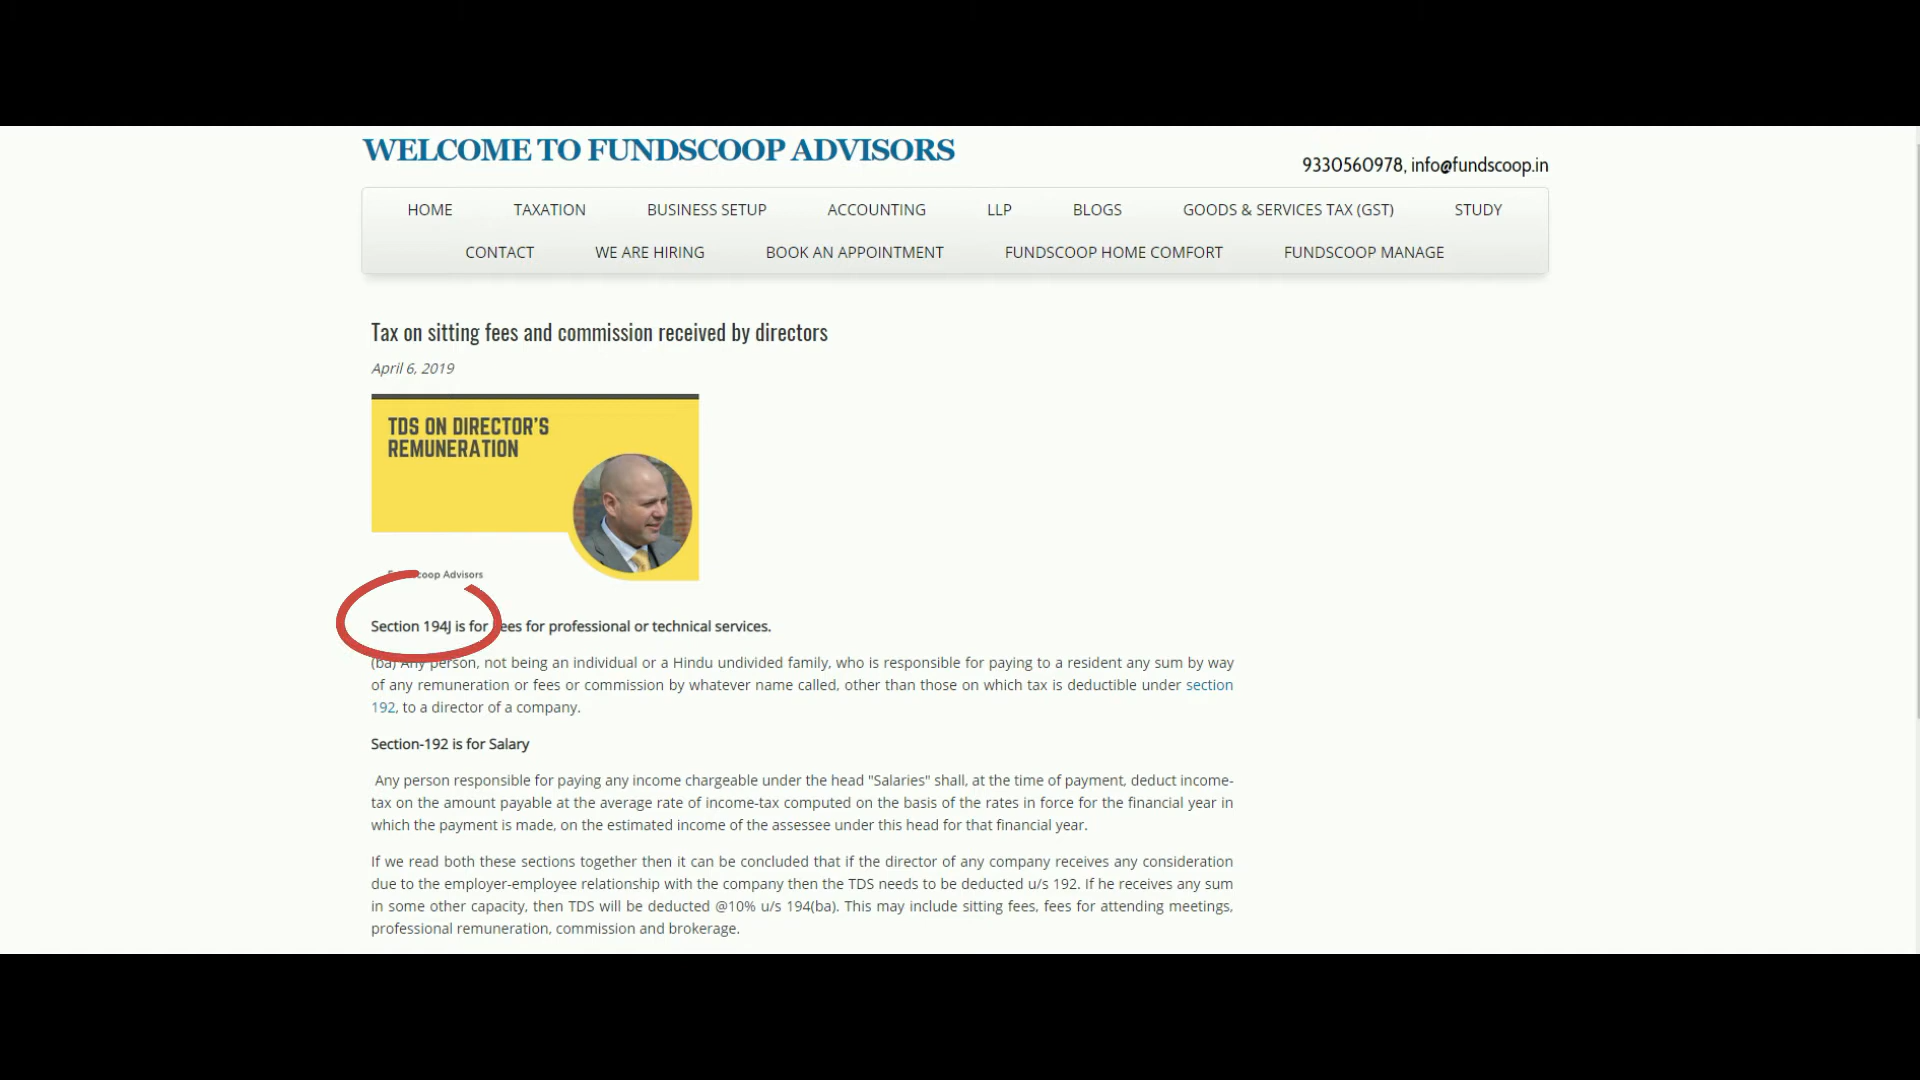 WELCOME TO FUNDSCOOP ADVISORS
9330560978, info@fundscoop.in
HOME TAXATION BUSINESS SETUP ACCOUNTING LLP BLOGS GOODS & SERVICES TAX (GST) STUDY
CONTACT WE ARE HIRING BOOK AN APPOINTMENT FUNDSCOOP HOME COMFORT FUNDSCOOP MANAGE
Tax on sitting fees and commission received by directors
April 6, 2019
TDS ON DIRECTOR'S
REMUNERATION
Fundscoop Advisors
Section 194J is for Fees for professional or technical services.
(ba) Any person, not being an individual or a Hindu undivided family, who is responsible for paying to a resident any sum by way
of any remuneration or fees or commission by whatever name called, other than those on which tax is deductible under section
192, to a director of a company.
Section-192 is for Salary
Any person responsible for paying any income chargeable under the head "Salaries" shall, at the time of payment, deduct income-
tax on the amount payable at the average rate of income-tax computed on the basis of the rates in force for the financial year in
which the payment is made, on the estimated income of the assessee under this head for that financial year.
If we read both these sections together then it can be concluded that if the director of any company receives any consideration
due to the employer-employee relationship with the company then the TDS needs to be deducted u/s 192. If he receives any sum
in some other capacity, then TDS will be deducted @10% u/s 194(ba). This may include sitting fees, fees for attending meetings,
professional remuneration, commission and brokerage.